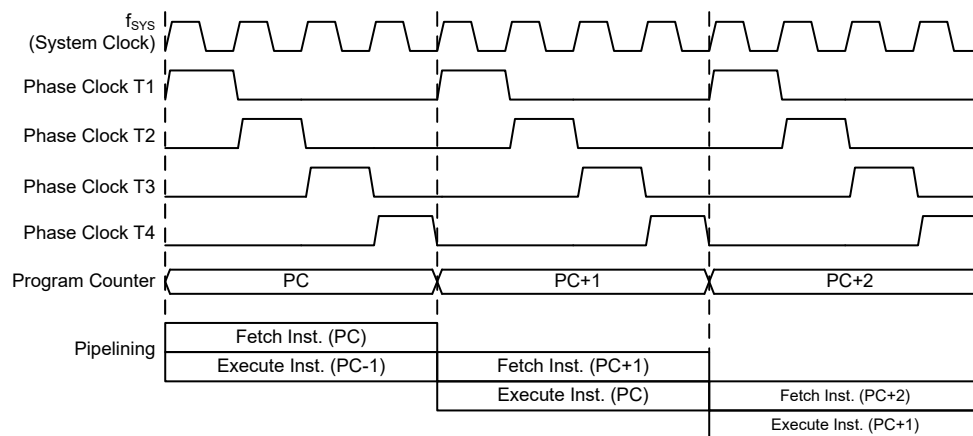 fSYS
(System Clock)
Phase Clock T1
Phase Clock T2
Phase Clock T3
Phase Clock T4
Program Counter PC PC+1 PC+2
Pipelining
Fetch Inst. (PC)
Execute Inst. (PC-1) Fetch Inst. (PC+1)
Execute Inst. (PC) Fetch Inst. (PC+2)
Execute Inst. (PC+1)